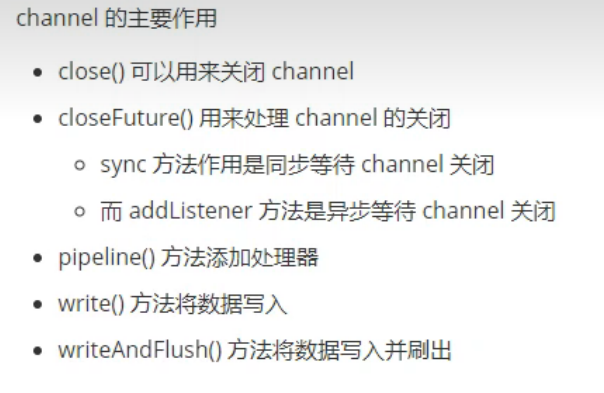 channel 的主要作用
close() 可以用来关闭 channel
closeFuture() 用来处理 channel 的关闭
sync 方法作用是同步等待 channel 关闭
而 addListener 方法是异步等待 channel 关闭
pipeline() 方法添加处理器
write() 方法将数据写入
writeAndFlush() 方法将数据写入并刷出